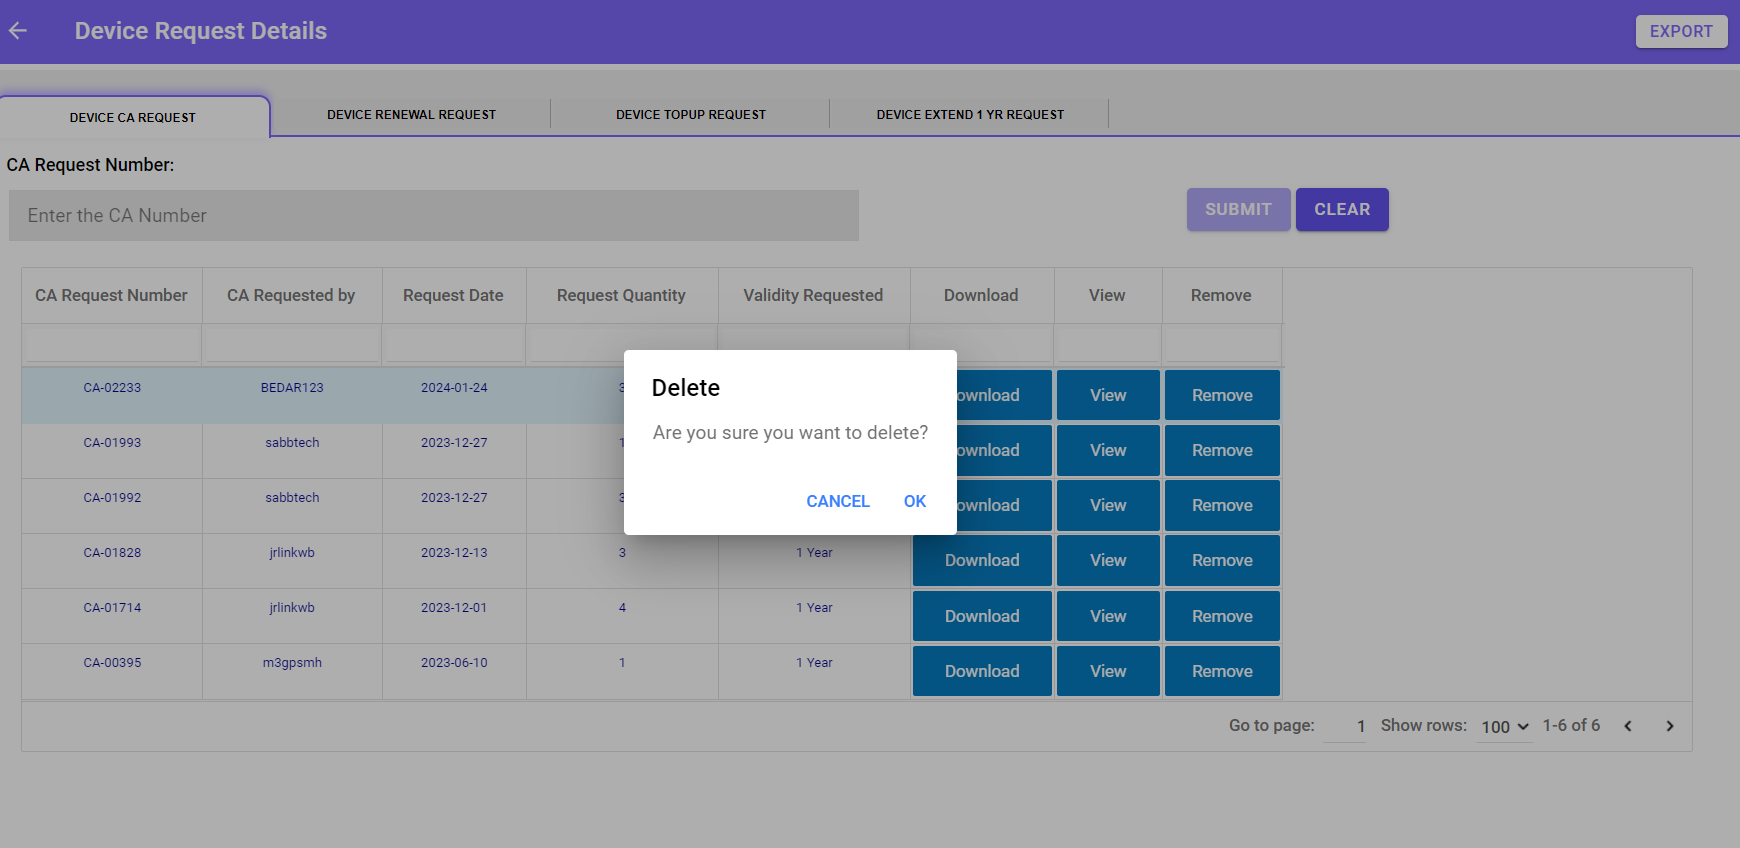 Device Request Details
EXPORT
DEVICE CA REQUEST DEVICE RENEWAL REQUEST DEVICE TOPUP REQUEST DEVICE EXTEND 1 YR REQUEST
CA Request Number:
Enter the CA Number
SUBMIT CLEAR
CA Request Number CA Requested by Request Date Request Quantity Validity Requested Download View Remove
CA-02233 BEDAR123 2024-01-24 View Remove
CA-01993 sabbtech 2023-12-27 View Remove
CA-01992 sabbtech 2023-12-27 View Remove
Delete
Are you sure you want to delete?
CANCEL OK
CA-01828 jrlinkwb 2023-12-13 3 1 Year Download View Remove
CA-01714 jrlinkwb 2023-12-01 4 1 Year Download View Remove
CA-00395 m3gpsmh 2023-06-10 1 1 Year Download View Remove
Go to page: 1 Show rows: 100 1-6 of 6